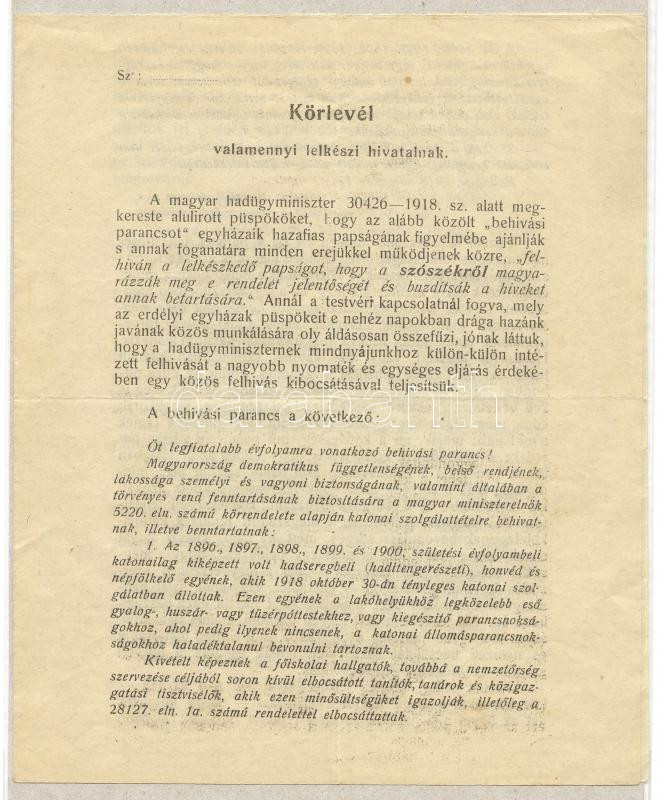 Sz·: ....................
Körlevél
valamennyi lelkészi hivatalnak.
A magyar hadügyminiszter 30426—1918. sz. alatt meg-
kereste alulirott püspököket, hogy az alább közölt „behivási
parancsot“ egyházaik hazafias papságának figyelmébe ajánlják
s annak foganatára minden erejükkel működjenek közre, „fel-
hiván a lelkészkedő papságot, hogy a szószékről magya-
rázzák meg e rendelet jelentőségét és buzdítsák a híveket
annak betartására.“ Annál a testvéri kapcsolatnál fogva, mely
az erdélyi egyházak püspökeit e nehéz napokban drága hazánk
javának közös munkálására oly áldásosan összefűzi, jónak láttuk,
hogy a hadügyminiszternek mindnyájunkhoz külön-külön inté-
zett felhivását a nagyobb nyomaték és egységes eljárás érdeké-
ben egy közös felhivás kibocsátásával teljesítsük.
darabanth
A behivási parancs a következő:
Öt legfiatalabb évfolyamra vonatkozó behivási parancs!
Magyarország demokratikus függetlenségének, belső rendjének,
lakossága személyi és vagyoni biztonságának, valamint általában a
törvényes rend fenntartásának biztosítására a magyar miniszterelnök
5220. eln. számú körrendelete alapján katonai szolgálattételre behivat-
nak, illetve benntartatnak:
1. Az 1896., 1897., 1898., 1899. és 1900. születési évfolyambeli
katonailag kiképzett volt hadseregbeli (haditengerészeti), honvéd és
népfölkelő egyének, akik 1918 október 30-án tényleges katonai szol-
gálatban állottak. Ezen egyének a lakóhelyükhöz legközelebb eső
gyalog-, huszár- vagy tüzérpóttestekhez, vagy kiegészitő parancsnoksá-
gokhoz, ahol pedig ilyenek nincsenek, a katonai állomásparancsnok-
ságokhoz haladéktalanul bevonulni tartoznak.
Kivételt képeznek a főiskolai hallgatók, továbbá a nemzetőrség
szervezése céljából soron kívül elbocsátott tanítók, tanárok és közigaz-
gatási tisztviselők, akik ezen minősültségüket igazolják, illetőleg a
28127. eln. 1a. számú rendelettel elbocsáttattak.